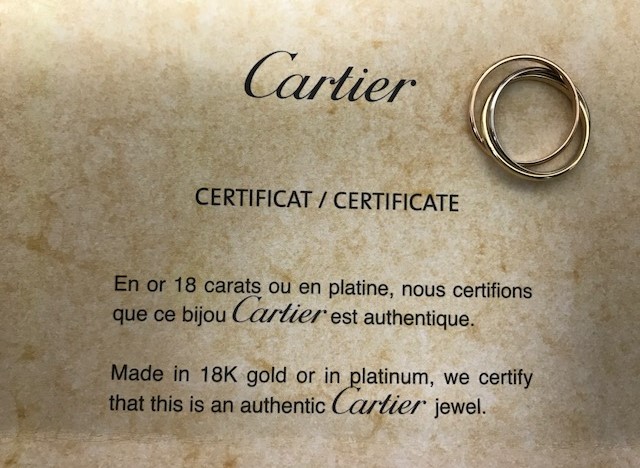 Cartier
CERTIFICAT / CERTIFICATE
En or 18 carats ou en platine, nous certifions
que ce bijou Cartier est authentique.
Made in 18K gold or in platinum, we certify
that this is an authentic Cartier jewel.